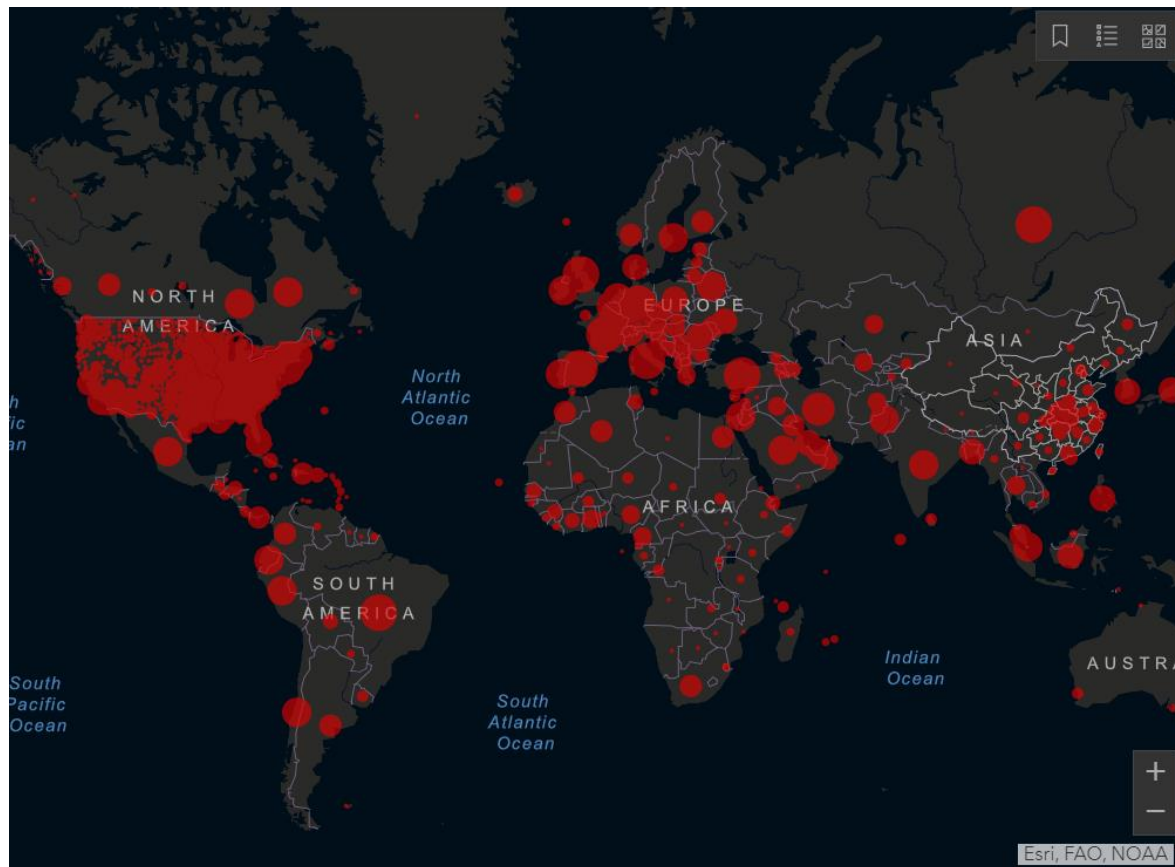 NORTH
AMERICA
EUROPE
ASIA
North
Atlantic
Ocean
AFRICA
SOUTH
AMERICA
Indian
Ocean
AUSTRA
South
Pacific
Ocean
South
Atlantic
Ocean
+
−
Esri, FAO, NOAA